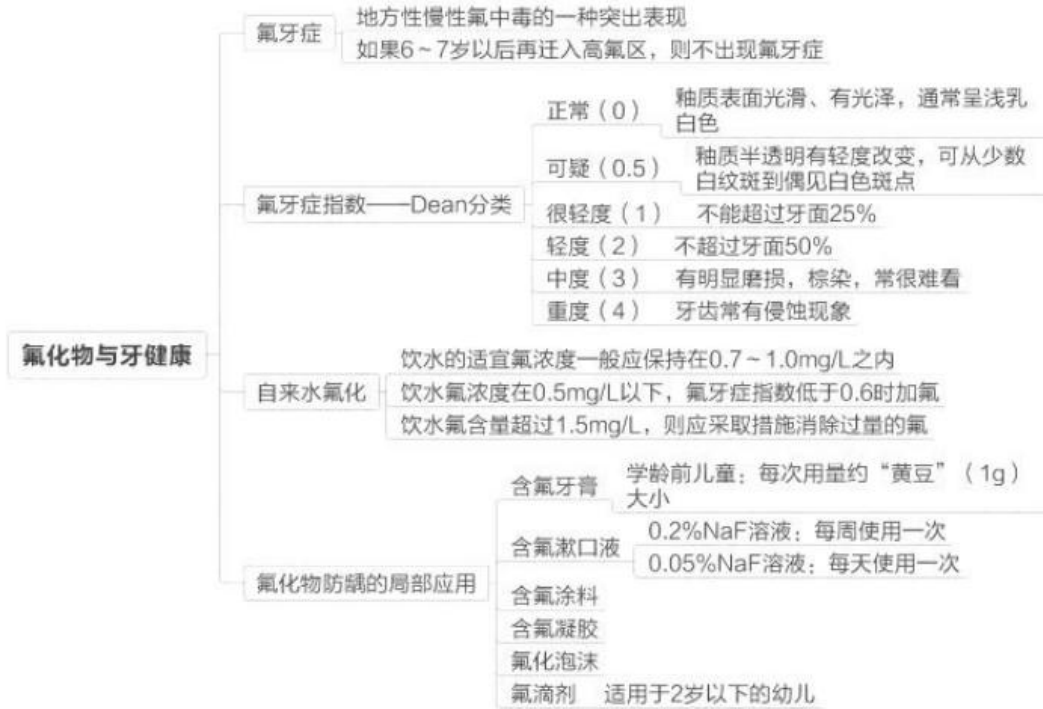 氟化物与牙健康
氟牙症
地方性慢性氟中毒的一种突出表现
如果6～7岁以后再迁入高氟区，则不出现氟牙症
氟牙症指数——Dean分类
正常（0）
釉质表面光滑、有光泽，通常呈浅乳
白色
可疑（0.5）
釉质半透明有轻度改变，可从少数
白纹斑到偶见白色斑点
很轻度（1）
不能超过牙面25%
轻度（2）
不超过牙面50%
中度（3）
有明显磨损，棕染，常很难看
重度（4）
牙齿常有侵蚀现象
自来水氟化
饮水的适宜氟浓度一般应保持在0.7～1.0mg/L之内
饮水氟浓度在0.5mg/L以下，氟牙症指数低于0.6时加氟
饮水氟含量超过1.5mg/L，则应采取措施消除过量的氟
氟化物防龋的局部应用
含氟牙膏
学龄前儿童：每次用量约“黄豆”（1g）
大小
含氟漱口液
0.2%NaF溶液：每周使用一次
0.05%NaF溶液：每天使用一次
含氟涂料
含氟凝胶
氟化泡沫
氟滴剂
适用于2岁以下的幼儿